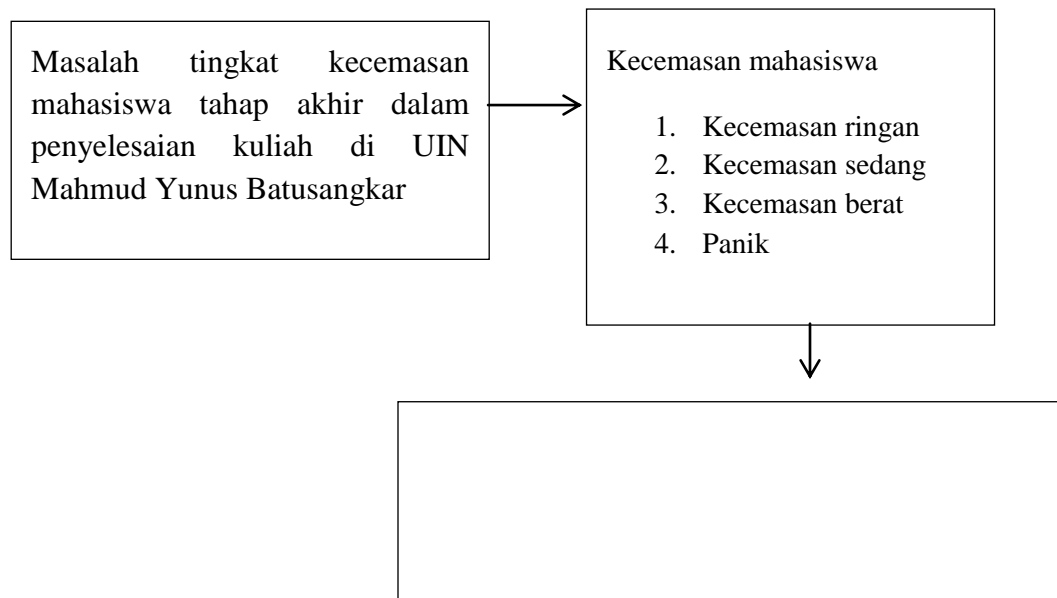 Masalah tingkat kecemasan
mahasiswa tahap akhir dalam
penyelesaian kuliah di UIN
Mahmud Yunus Batusangkar
Kecemasan mahasiswa
1. Kecemasan ringan
2. Kecemasan sedang
3. Kecemasan berat
4. Panik